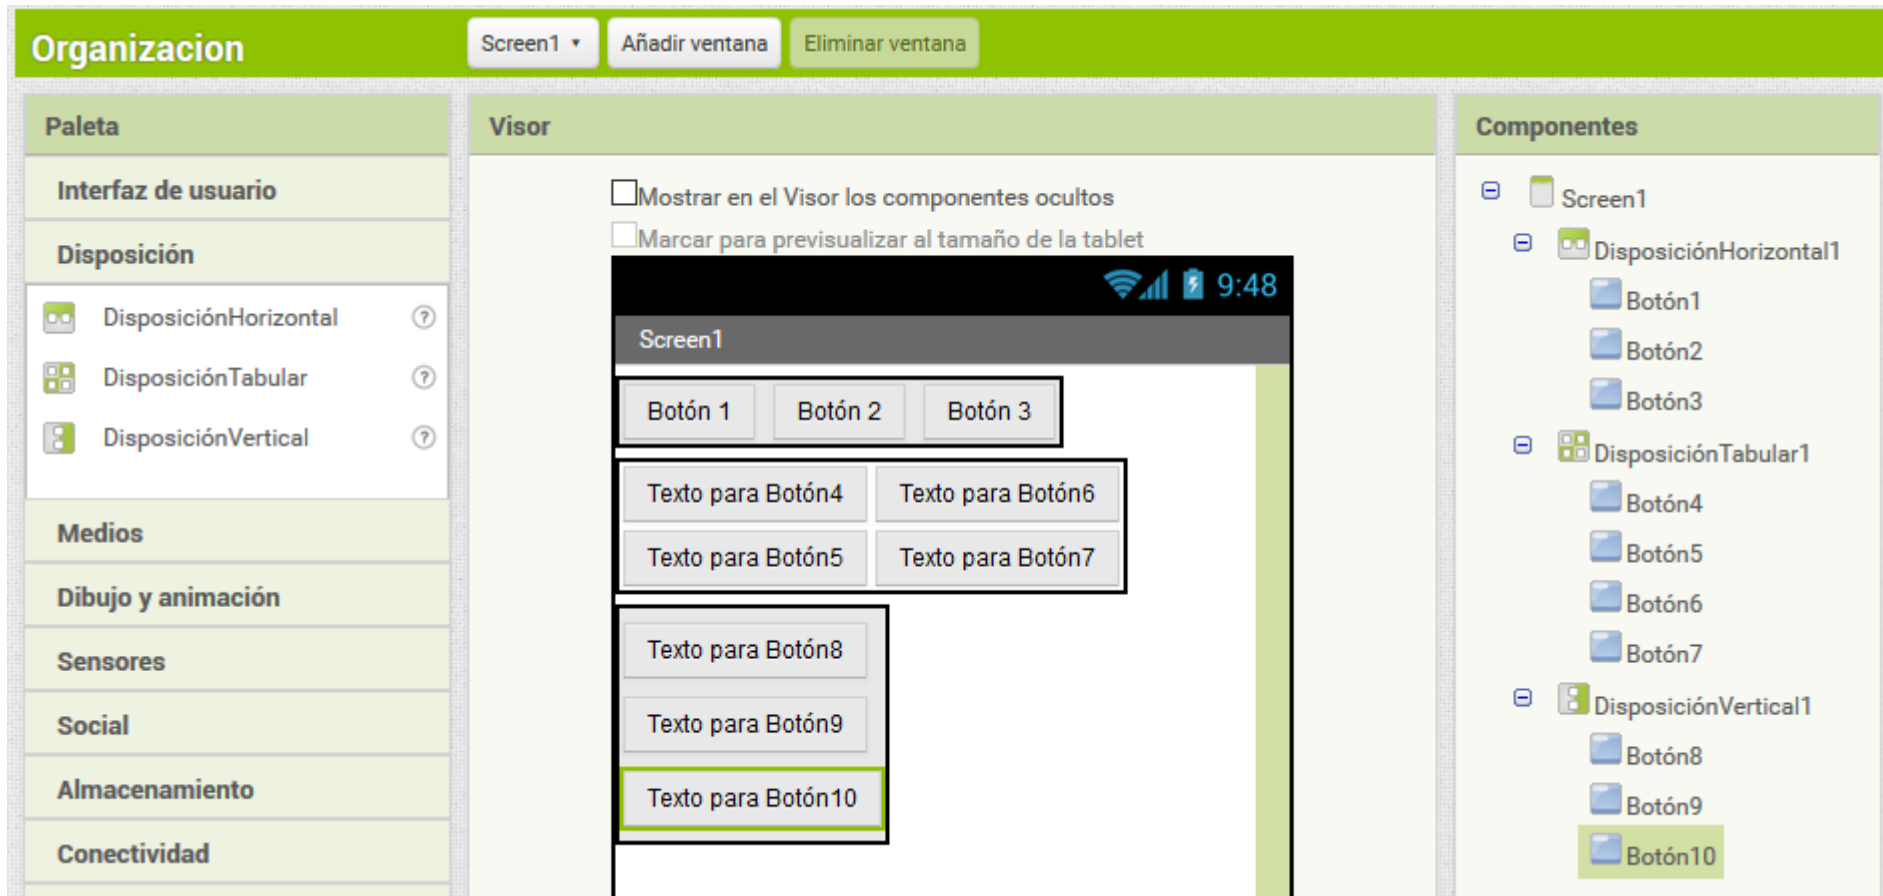 Organizacion
Screen1 Añadir ventana Eliminar ventana
Paleta
Interfaz de usuario
Disposición
DisposiciónHorizontal ?
DisposiciónTabular ?
DisposiciónVertical ?
Medios
Dibujo y animación
Sensores
Social
Almacenamiento
Conectividad
Visor
Mostrar en el Visor los componentes ocultos
Marcar para previsualizar al tamaño de la tablet
9:48
Screen1
Botón 1 Botón 2 Botón 3
Texto para Botón4 Texto para Botón6
Texto para Botón5 Texto para Botón7
Texto para Botón8
Texto para Botón9
Texto para Botón10
Componentes
Screen1
DisposiciónHorizontal1
Botón1
Botón2
Botón3
DisposiciónTabular1
Botón4
Botón5
Botón6
Botón7
DisposiciónVertical1
Botón8
Botón9
Botón10